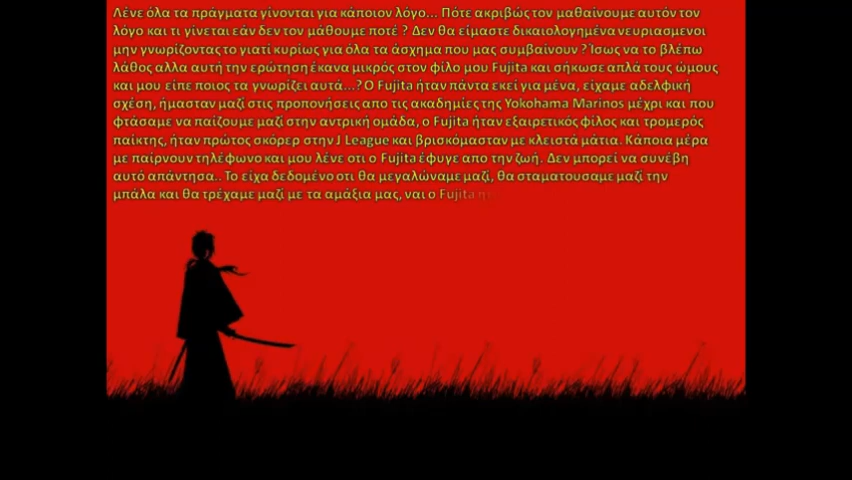 Λένε όλα τα πράγματα γίνονται για κάποιον λόγο... Πότε ακριβώς τον μαθαίνουμε αυτόν τον
λόγο και τι γίνεται εάν δεν τον μάθουμε ποτέ ? Δεν θα είμαστε δικαιολογημένα νευριασμενοι
μην γνωρίζοντας το γιατί κυρίως για όλα τα άσχημα που μας συμβαίνουν ? Ίσως να το βλέπω
λάθος αλλα αυτή την ερώτηση έκανα μικρός στον φίλο μου Fujita και σήκωσε απλά τους ώμους
και μου είπε ποιος τα γνωρίζει αυτά...? Ο Fujita ήταν πάντα εκεί για μένα, είχαμε αδελφική
σχέση, ήμασταν μαζί στις προπονήσεις απο τις ακαδημίες της Yokohama Marinos μέχρι και που
φτάσαμε να παίζουμε μαζί στην αντρική ομάδα, ο Fujita ήταν εξαιρετικός φίλος και τρομερός
παίκτης, ήταν πρώτος σκόρερ στην J League και βρισκόμασταν με κλειστά μάτια. Κάποια μέρα
με παίρνουν τηλέφωνο και μου λένε οτι ο Fujita έφυγε απο την ζωή. Δεν μπορεί να συνέβη
αυτό απάντησα.. Το είχα δεδομένο οτι θα μεγαλώναμε μαζί, θα σταματουσαμε μαζί την
μπάλα και θα τρέχαμε μαζί με τα αμάξια μας, ναι ο Fujita